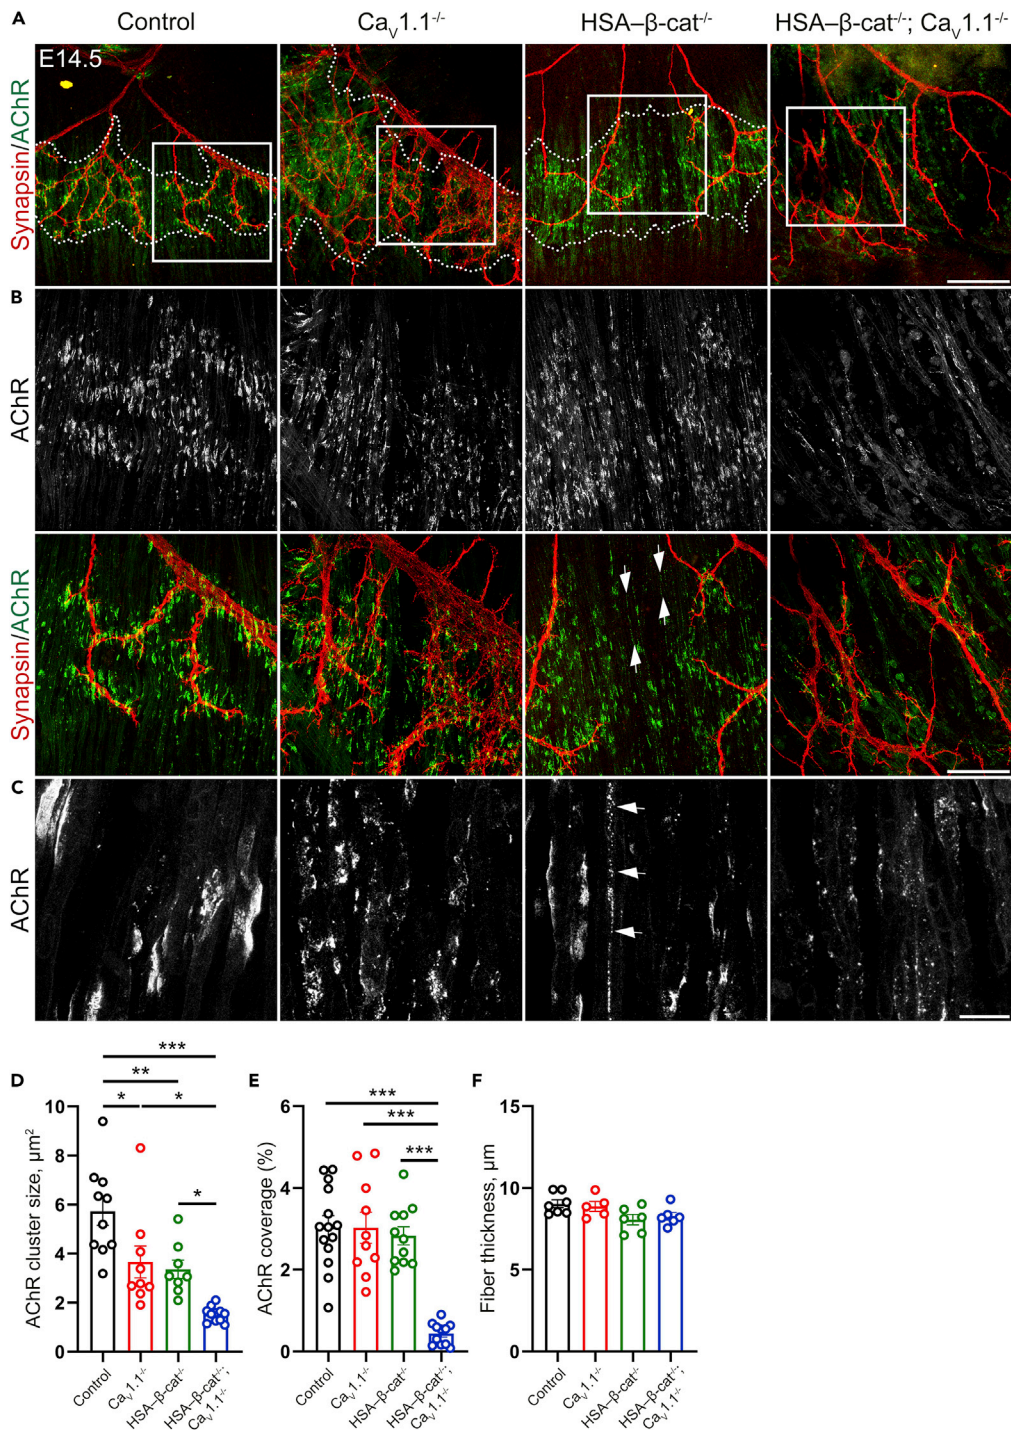 A
Control
Caᵥ1.1⁻/⁻
HSA–β-cat⁻/⁻
HSA–β-cat⁻/⁻; Caᵥ1.1⁻/⁻
E14.5
Synapsin/AChR
B
AChR
Synapsin/AChR
C
AChR
D
***
**
*
*
*
AChR cluster size, µm²
10
8
6
4
2
0
Control
Caᵥ1.1⁻/⁻
HSA–β-cat⁻/⁻
HSA–β-cat⁻/⁻;
Caᵥ1.1⁻/⁻
E
***
***
***
AChR coverage (%)
6
4
2
0
Control
Caᵥ1.1⁻/⁻
HSA–β-cat⁻/⁻
HSA–β-cat⁻/⁻;
Caᵥ1.1⁻/⁻
F
Fiber thickness, µm
15
10
5
0
Control
Caᵥ1.1⁻/⁻
HSA–β-cat⁻/⁻
HSA–β-cat⁻/⁻;
Caᵥ1.1⁻/⁻